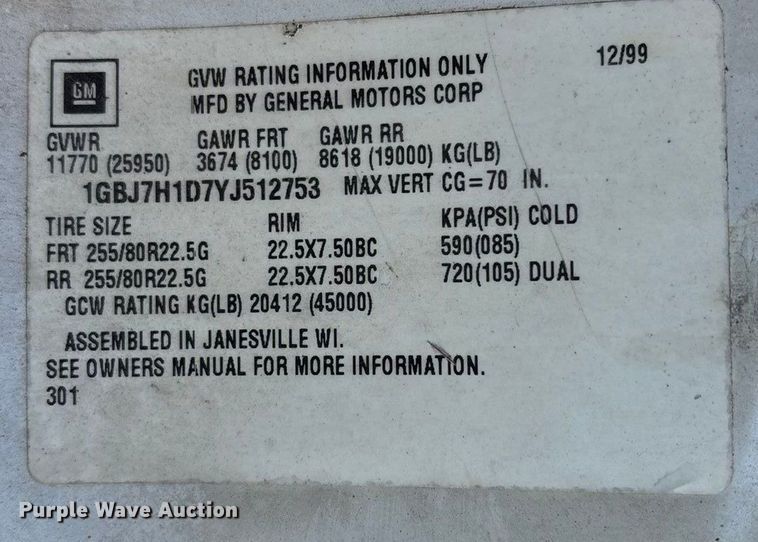 GM
GVW RATING INFORMATION ONLY 12/99
MFD BY GENERAL MOTORS CORP
GVWR GAWR FRT GAWR RR
11770 (25950) 3674 (8100) 8618 (19000) KG(LB)
1GBJ7H1D7YJ512753 MAX VERT CG=70 IN.
TIRE SIZE RIM KPA(PSI) COLD
FRT 255/80R22.5G 22.5X7.50BC 590(085)
RR 255/80R22.5G 22.5X7.50BC 720(105) DUAL
GCW RATING KG(LB) 20412 (45000)
ASSEMBLED IN JANESVILLE WI.
SEE OWNERS MANUAL FOR MORE INFORMATION.
301
Purple Wave Auction